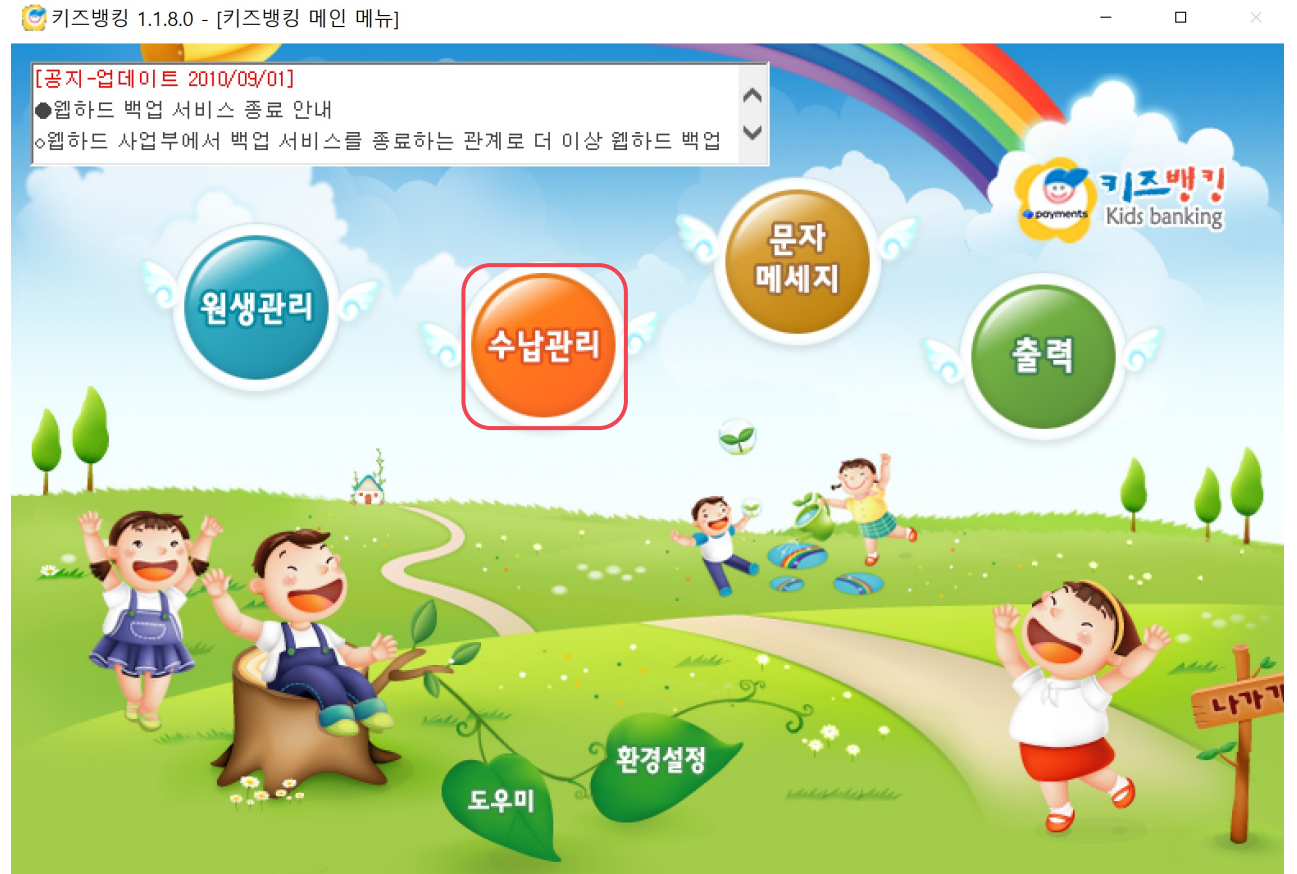 키즈뱅킹 1.1.8.0 - [키즈뱅킹 메인 메뉴]
[공지-업데이트 2010/09/01]
●웹하드 백업 서비스 종료 안내
◇웹하드 사업부에서 백업 서비스를 종료하는 관계로 더 이상 웹하드 백업
payments
키즈뱅킹
Kids banking
원생관리
수납관리
문자
메세지
출력
나가기
환경설정
도우미